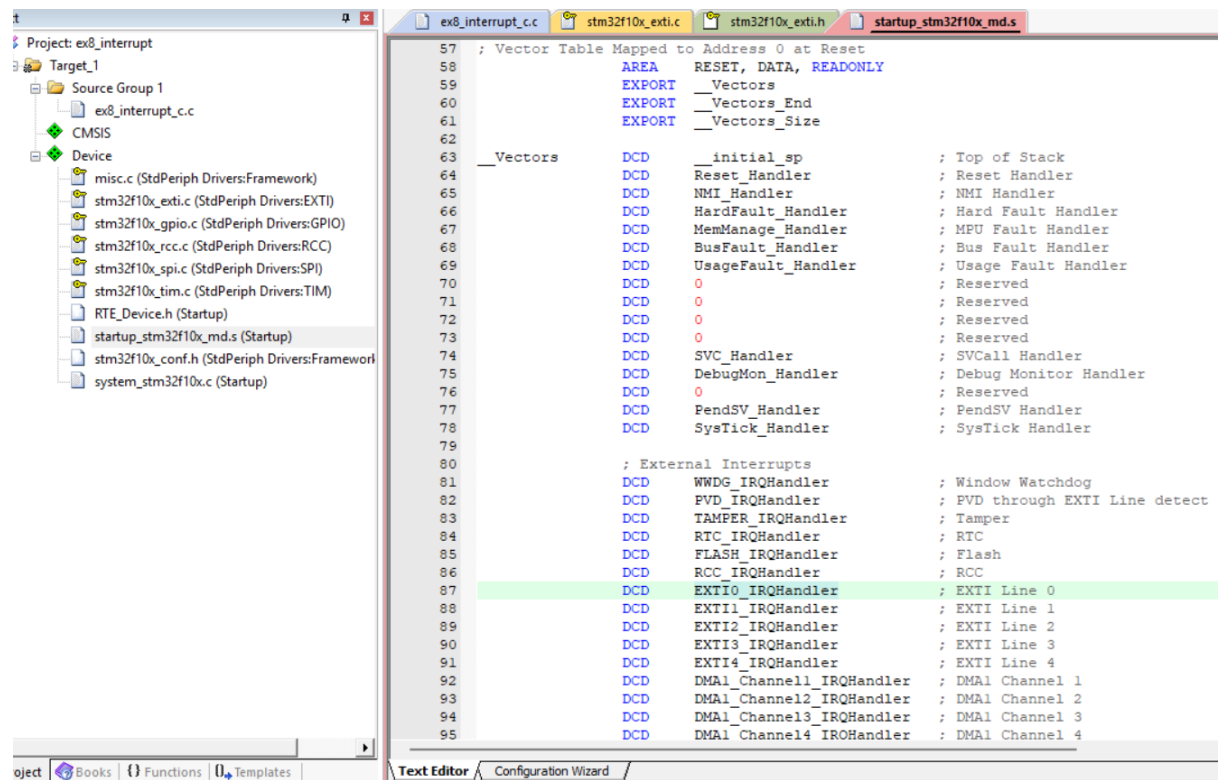 ct
Project: ex8_interrupt
Target_1
Source Group 1
ex8_interrupt_c.c
CMSIS
Device
misc.c (StdPeriph Drivers:Framework)
stm32f10x_exti.c (StdPeriph Drivers:EXTI)
stm32f10x_gpio.c (StdPeriph Drivers:GPIO)
stm32f10x_rcc.c (StdPeriph Drivers:RCC)
stm32f10x_spi.c (StdPeriph Drivers:SPI)
stm32f10x_tim.c (StdPeriph Drivers:TIM)
RTE_Device.h (Startup)
startup_stm32f10x_md.s (Startup)
stm32f10x_conf.h (StdPeriph Drivers:Framework
system_stm32f10x.c (Startup)
oject Books {} Functions 0 Templates
ex8_interrupt_c.c stm32f10x_exti.c stm32f10x_exti.h startup_stm32f10x_md.s
57 ; Vector Table Mapped to Address 0 at Reset
58 AREA RESET, DATA, READONLY
59 EXPORT __Vectors
60 EXPORT __Vectors_End
61 EXPORT __Vectors_Size
62
63 __Vectors DCD __initial_sp ; Top of Stack
64 DCD Reset_Handler ; Reset Handler
65 DCD NMI_Handler ; NMI Handler
66 DCD HardFault_Handler ; Hard Fault Handler
67 DCD MemManage_Handler ; MPU Fault Handler
68 DCD BusFault_Handler ; Bus Fault Handler
69 DCD UsageFault_Handler ; Usage Fault Handler
70 DCD 0 ; Reserved
71 DCD 0 ; Reserved
72 DCD 0 ; Reserved
73 DCD 0 ; Reserved
74 DCD SVC_Handler ; SVCall Handler
75 DCD DebugMon_Handler ; Debug Monitor Handler
76 DCD 0 ; Reserved
77 DCD PendSV_Handler ; PendSV Handler
78 DCD SysTick_Handler ; SysTick Handler
79
80 ; External Interrupts
81 DCD WWDG_IRQHandler ; Window Watchdog
82 DCD PVD_IRQHandler ; PVD through EXTI Line detect
83 DCD TAMPER_IRQHandler ; Tamper
84 DCD RTC_IRQHandler ; RTC
85 DCD FLASH_IRQHandler ; Flash
86 DCD RCC_IRQHandler ; RCC
87 DCD EXTI0_IRQHandler ; EXTI Line 0
88 DCD EXTI1_IRQHandler ; EXTI Line 1
89 DCD EXTI2_IRQHandler ; EXTI Line 2
90 DCD EXTI3_IRQHandler ; EXTI Line 3
91 DCD EXTI4_IRQHandler ; EXTI Line 4
92 DCD DMA1_Channel1_IRQHandler ; DMA1 Channel 1
93 DCD DMA1_Channel2_IRQHandler ; DMA1 Channel 2
94 DCD DMA1_Channel3_IRQHandler ; DMA1 Channel 3
95 DCD DMA1_Channel4_IRQHandler ; DMA1 Channel 4
Text Editor Configuration Wizard